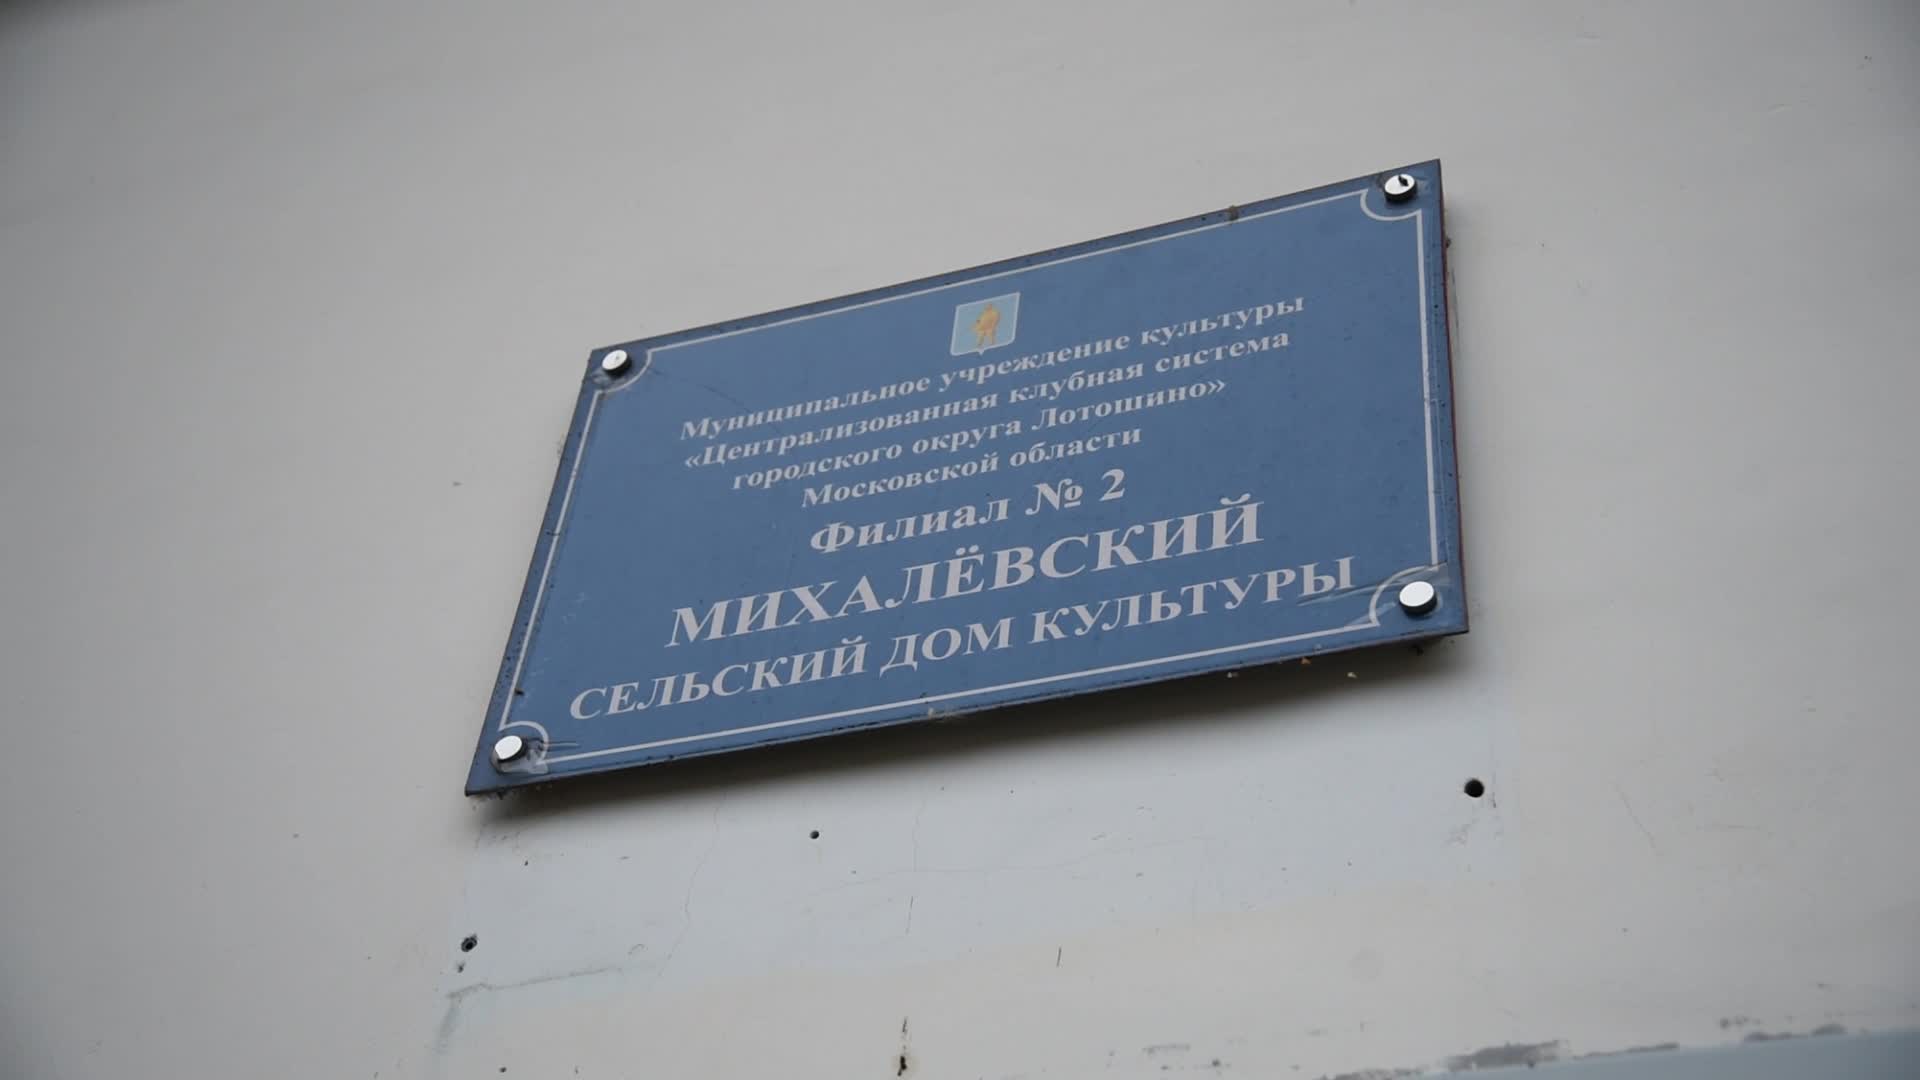 Муниципальное учреждение культуры
«Централизованная клубная система
городского округа Лотошино»
Московской области
Филиал № 2
МИХАЛЁВСКИЙ
СЕЛЬСКИЙ ДОМ КУЛЬТУРЫ